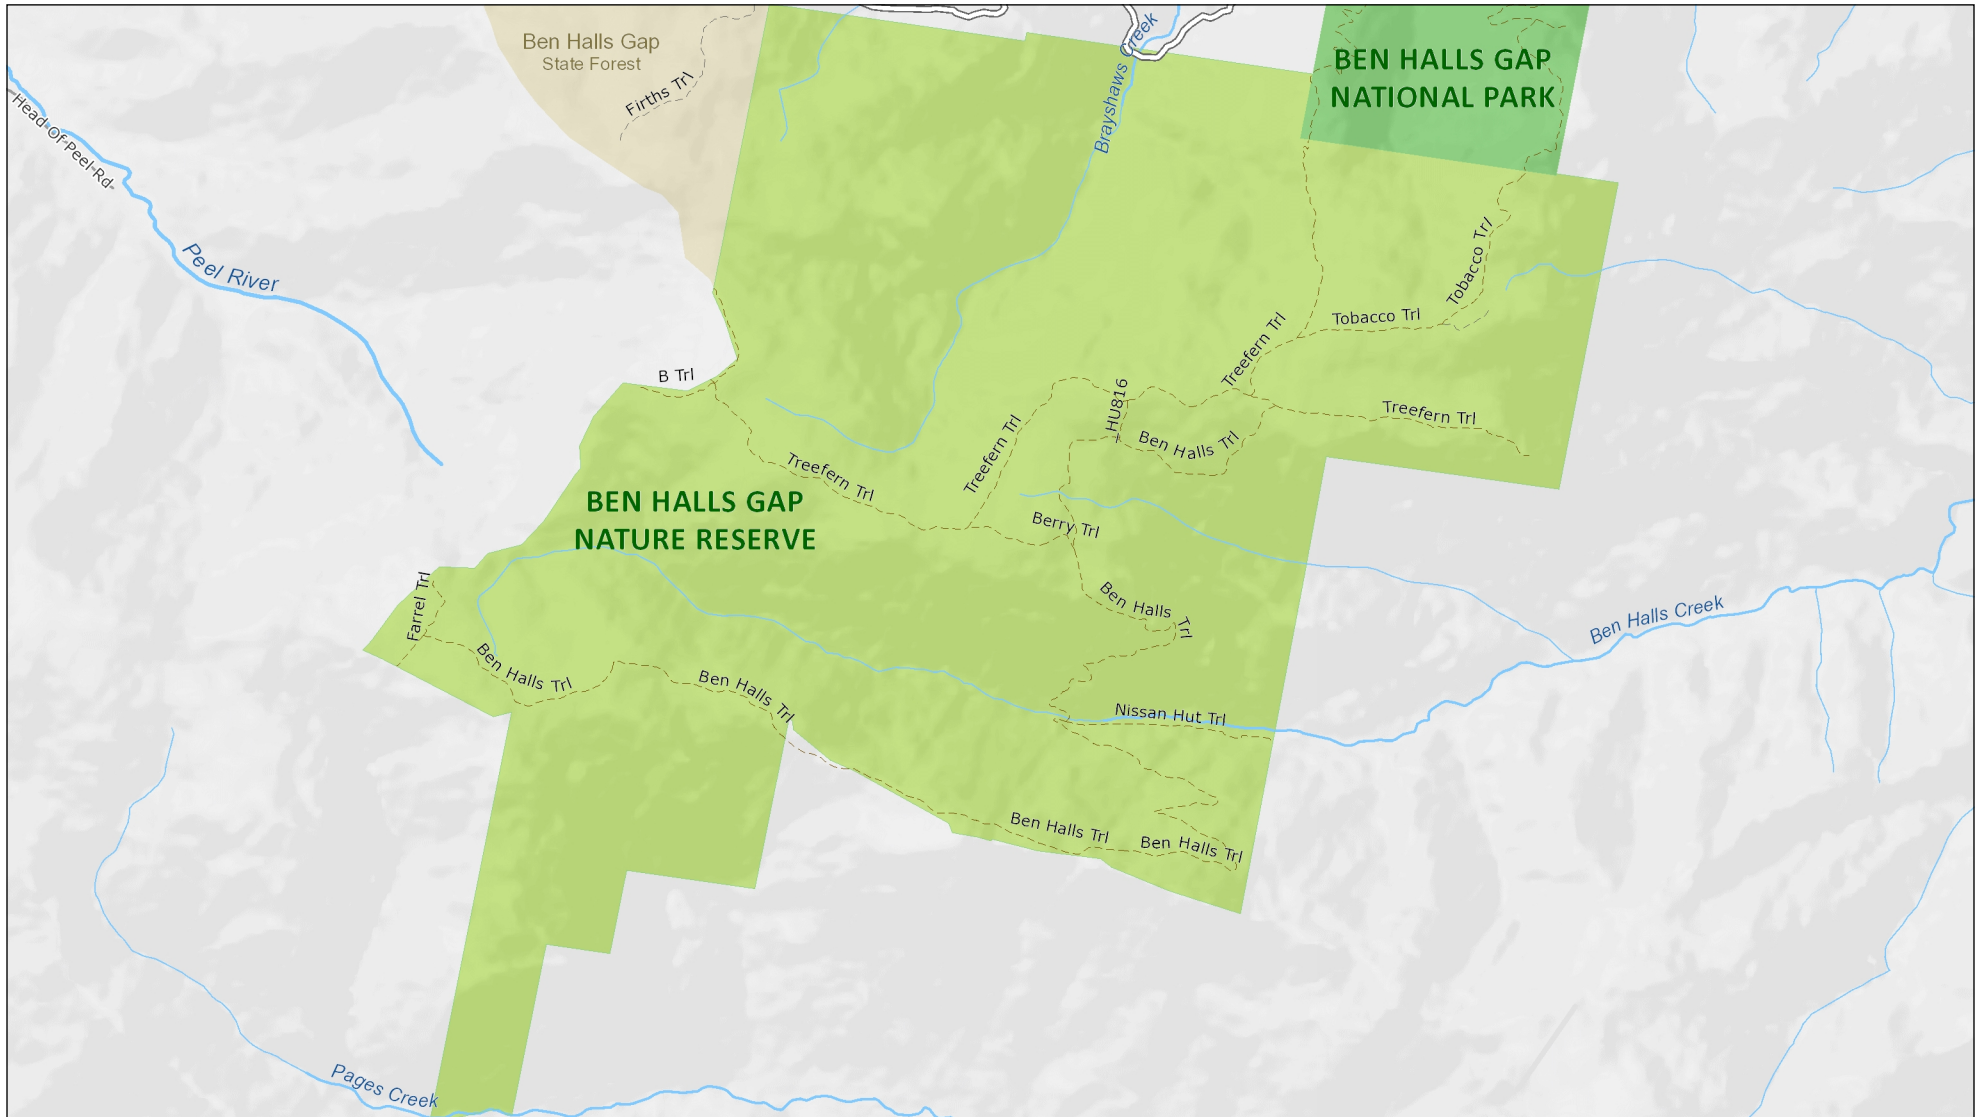 Ben Halls Gap
State Forest
Firths Trl
Brayshaws Creek
BEN HALLS GAP
NATIONAL PARK
Head Of Peel Rd
Peel River
Tobacco Trl
Tobacco Trl
Treefern Trl
B Trl
HU816
Treefern Trl
Ben Halls Trl
Treefern Trl
Treefern Trl
BEN HALLS GAP
NATURE RESERVE
Berry Trl
Farrel Trl
Ben Halls Trl
Ben Halls Creek
Ben Halls Trl
Ben Halls Trl
Nissan Hut Trl
Ben Halls Trl
Ben Halls Trl
Pages Creek